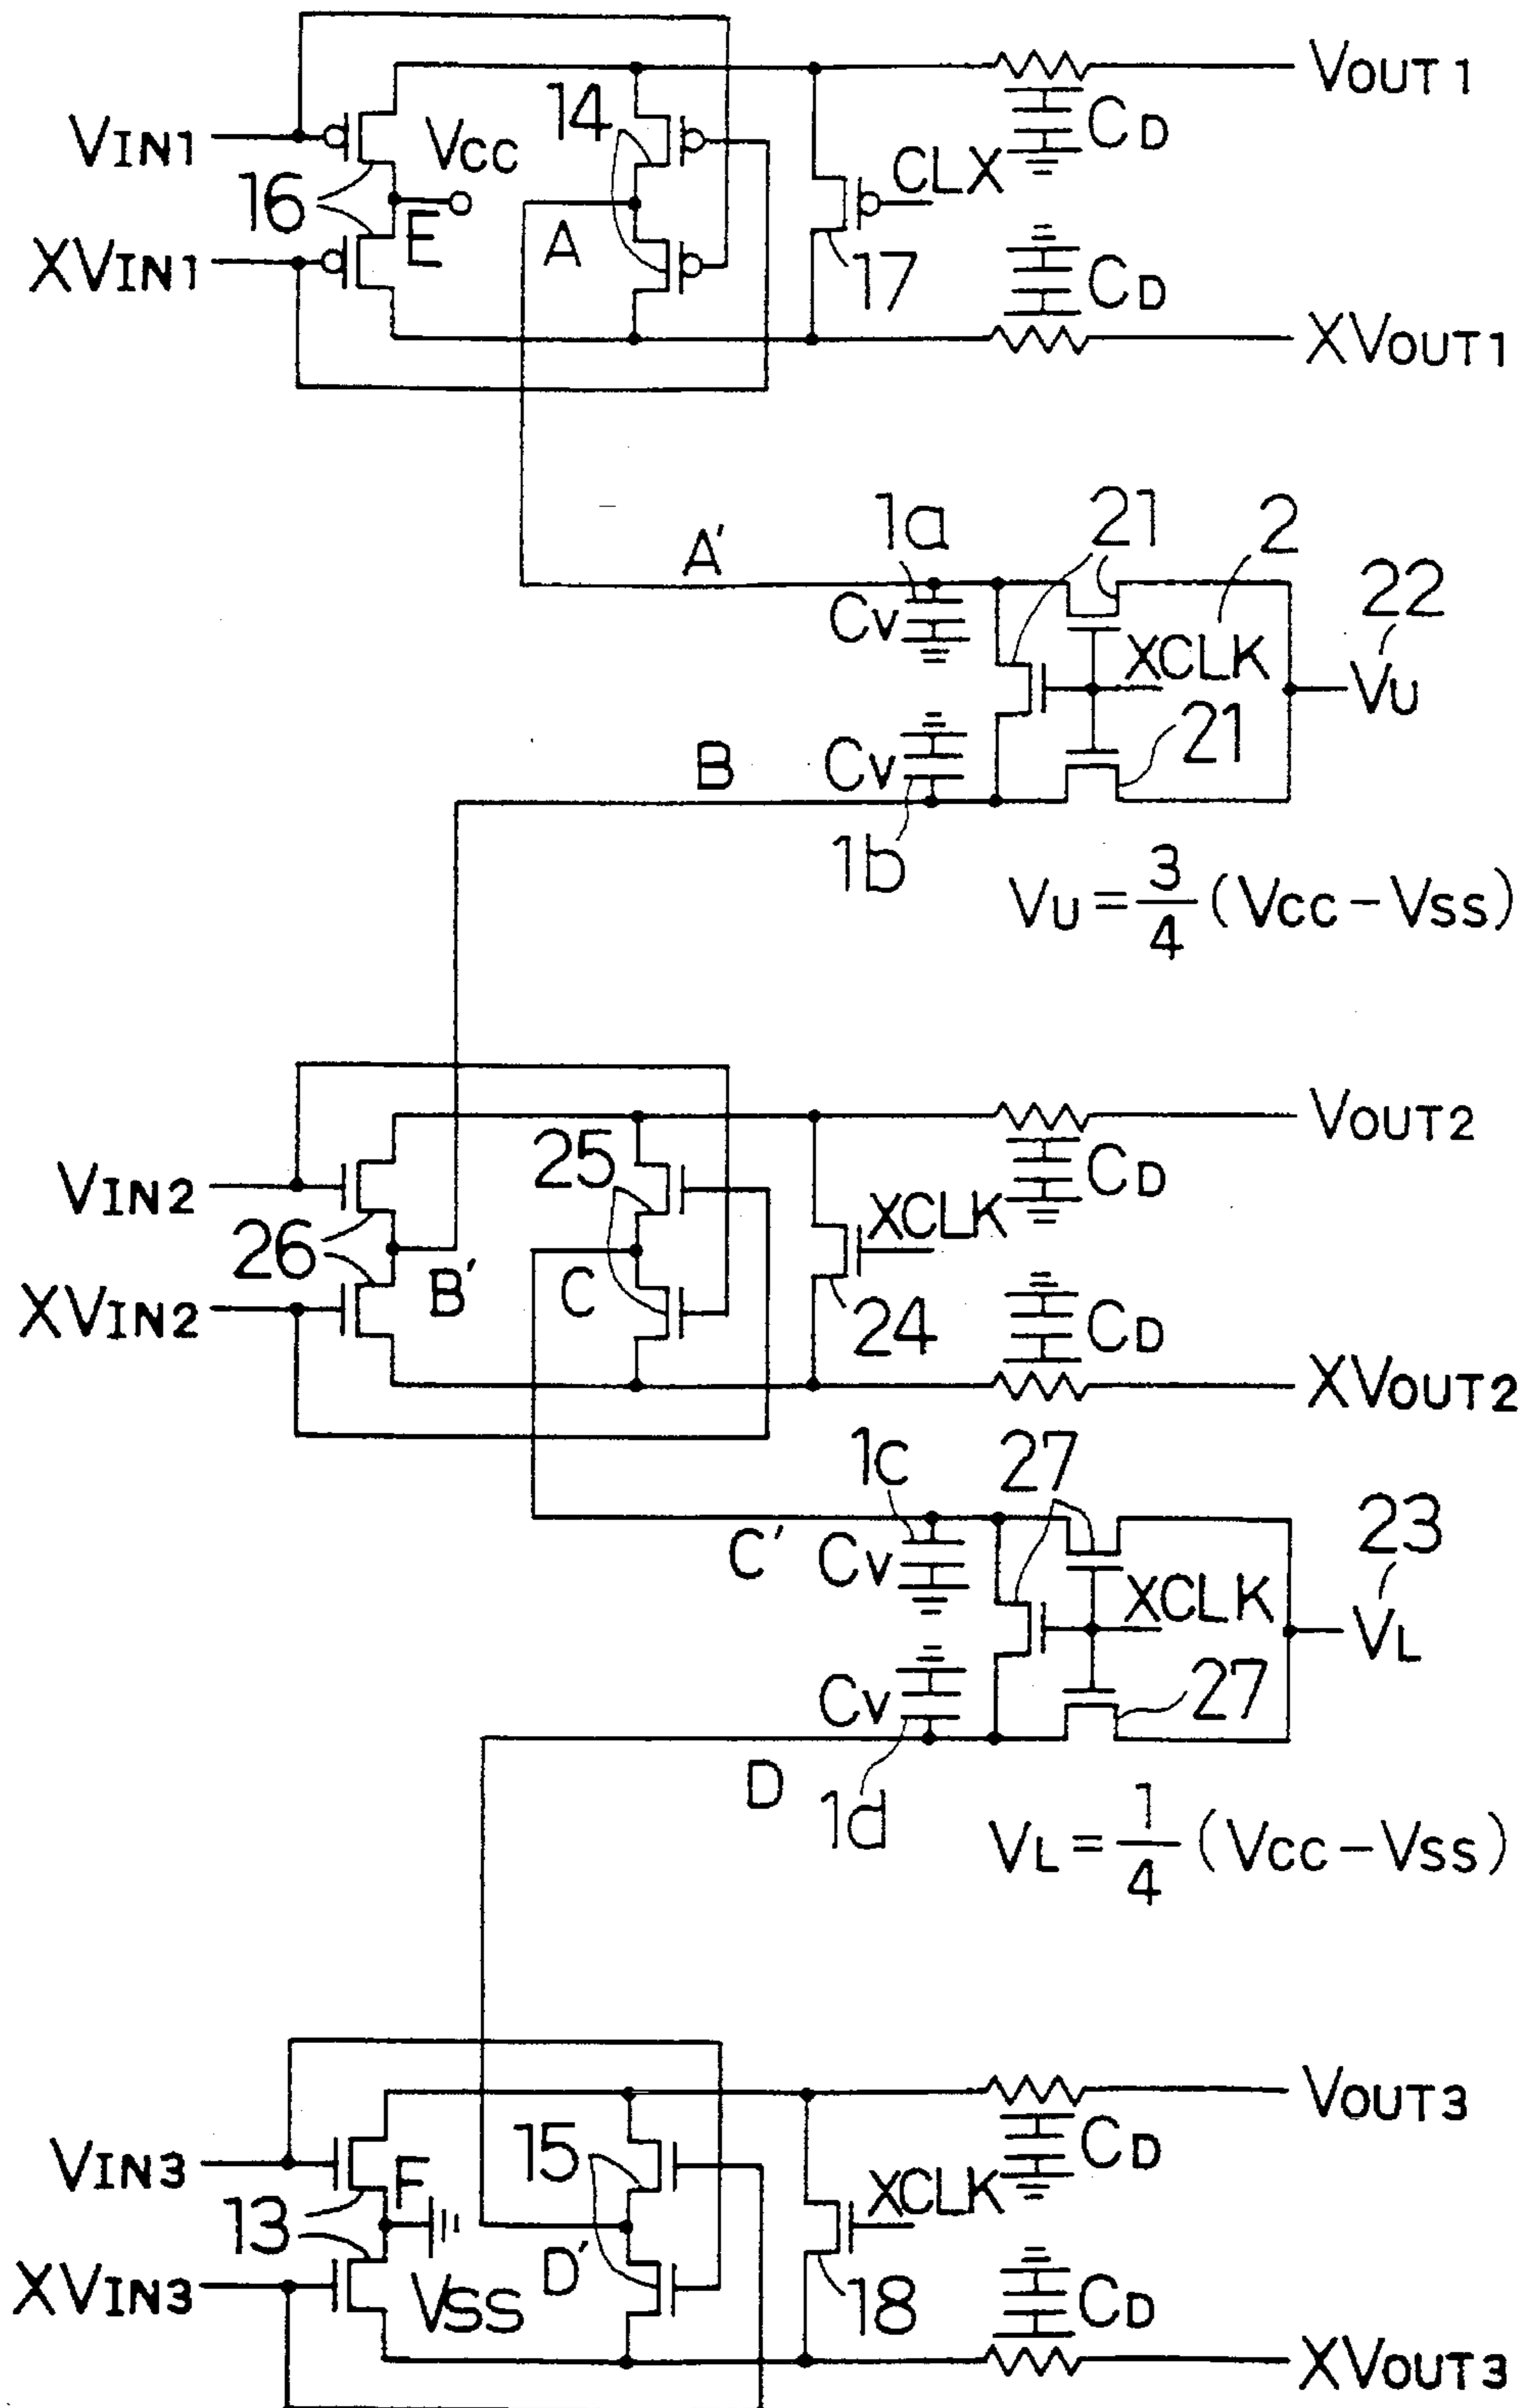 VOUT1
14
CD
VIN1
VCC
CLX
16
E
A
XVIN1
17
CD
XVOUT1
1a
21
2
A'
22
CV
XCLK
VU
B
CV
21
1b
VU = 3/4 (VCC - VSS)
VOUT2
25
CD
VIN2
XCLK
26
B'
C
XVIN2
24
CD
XVOUT2
1c
27
23
C'
CV
XCLK
VL
CV
27
D
1d
VL = 1/4 (VCC - VSS)
VOUT3
15
CD
VIN3
F
XCLK
13
D'
XVIN3
VSS
18
CD
XVOUT3